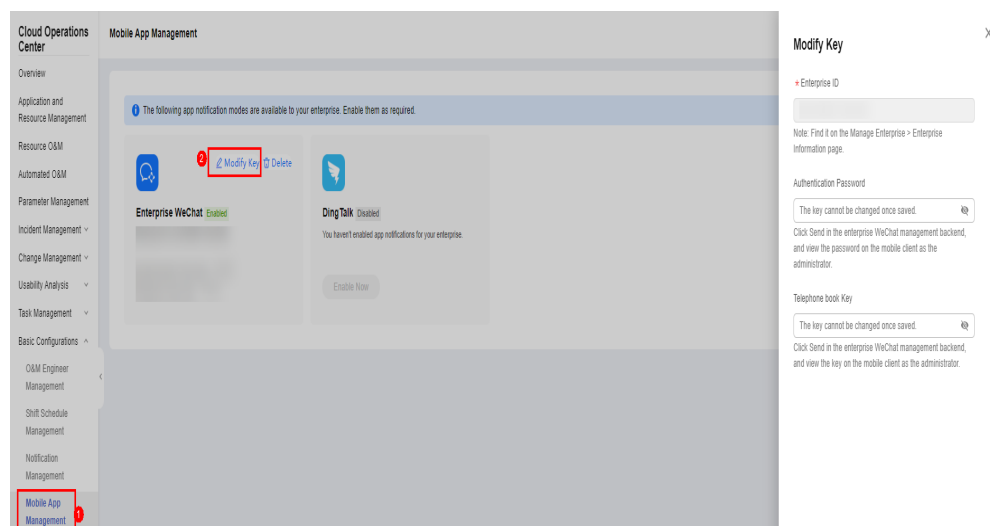 Cloud Operations
Center
Overview
Application and
Resource Management
Resource O&M
Automated O&M
Parameter Management
Incident Management
Change Management
Usability Analysis
Task Management
Basic Configurations
O&M Engineer
Management
Shift Schedule
Management
Notification
Management
Mobile App
Management
1
Mobile App Management
The following app notification modes are available to your enterprise. Enable them as required.
2
Modify Key
Delete
Enterprise WeChat Enabled
Ding Talk Disabled
You haven't enabled app notifications for your enterprise.
Enable Now
Modify Key
* Enterprise ID
Note: Find it on the Manage Enterprise > Enterprise
Information page.
Authentication Password
The key cannot be changed once saved.
Click Send in the enterprise WeChat management backend,
and view the password on the mobile client as the
administrator.
Telephone book Key
The key cannot be changed once saved.
Click Send in the enterprise WeChat management backend,
and view the key on the mobile client as the administrator.